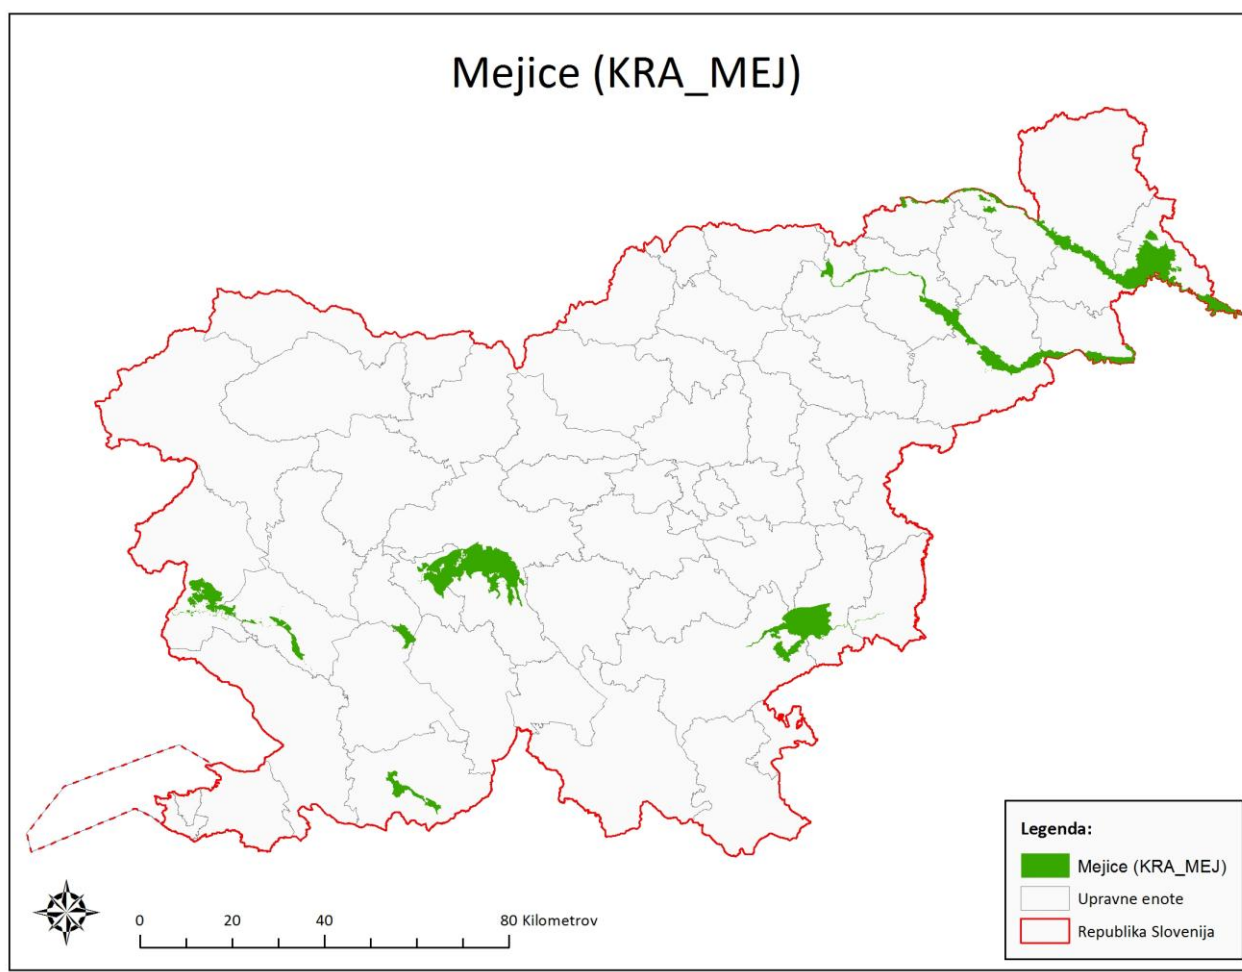 Mejice (KRA_MEJ)
Legenda:
Mejice (KRA_MEJ)
Upravne enote
Republika Slovenija
0 20 40 80 Kilometrov